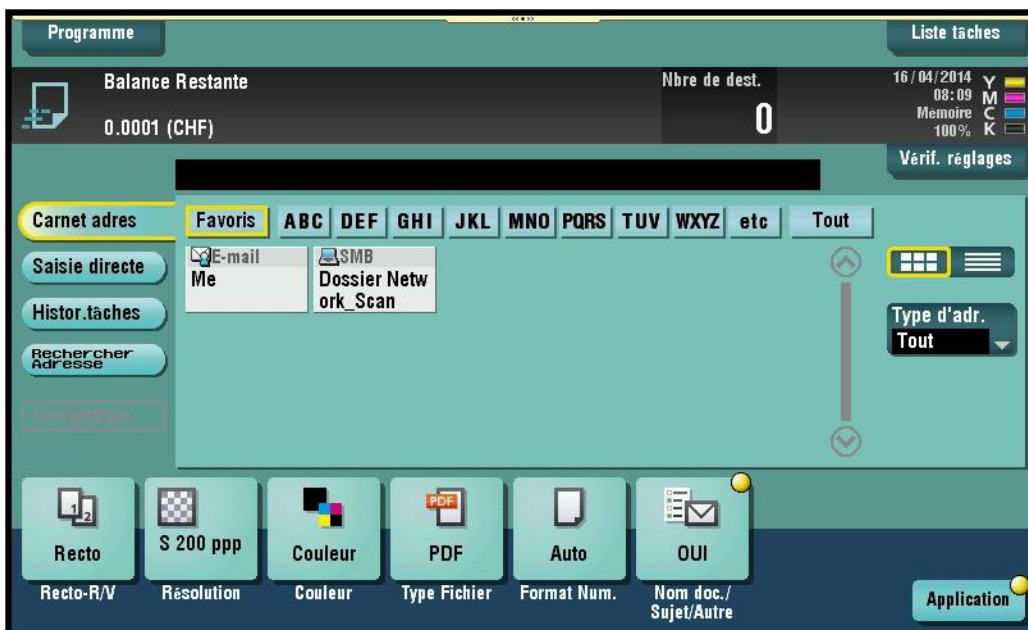 Programme
Liste tâches
Balance Restante
0.0001 (CHF)
Nbre de dest.
0
16/04/2014
08:09
Mémoire
100%
Y
M
C
K
Vérif. réglages
Carnet adres
Favoris ABC DEF GHI JKL MNO PQRS TUV WXYZ etc Tout
Saisie directe
E-mail
Me
SMB
Dossier Netw
ork_Scan
Histor.tâches
Type d'adr.
Tout
Rechercher
Adresse
1 2
Recto
S 200 ppp
Couleur
PDF
PDF
Auto
OUI
Recto-R/V
Résolution
Couleur
Type Fichier
Format Num.
Nom doc./
Sujet/Autre
Application